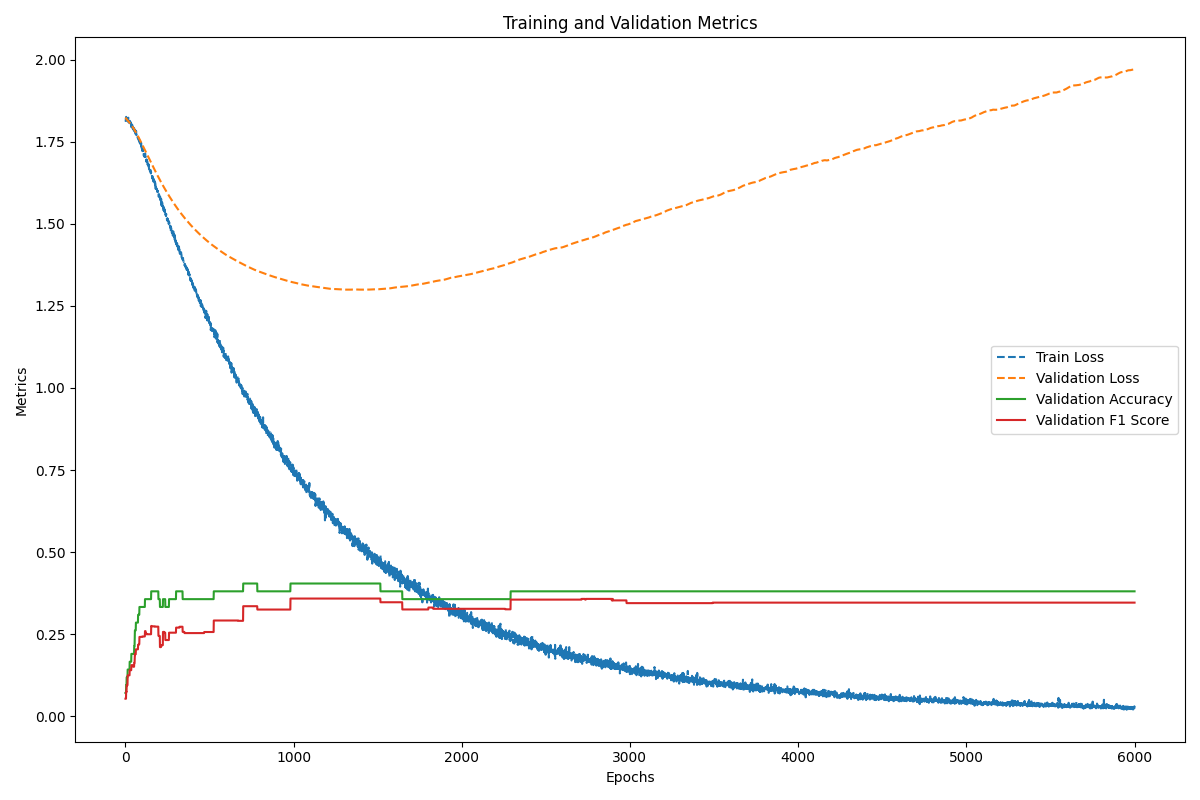 Training and Validation Metrics
2.00
1.75
1.50
1.25
1.00
0.75
0.50
0.25
0.00
Metrics
Train Loss
Validation Loss
Validation Accuracy
Validation F1 Score
0 1000 2000 3000 4000 5000 6000
Epochs